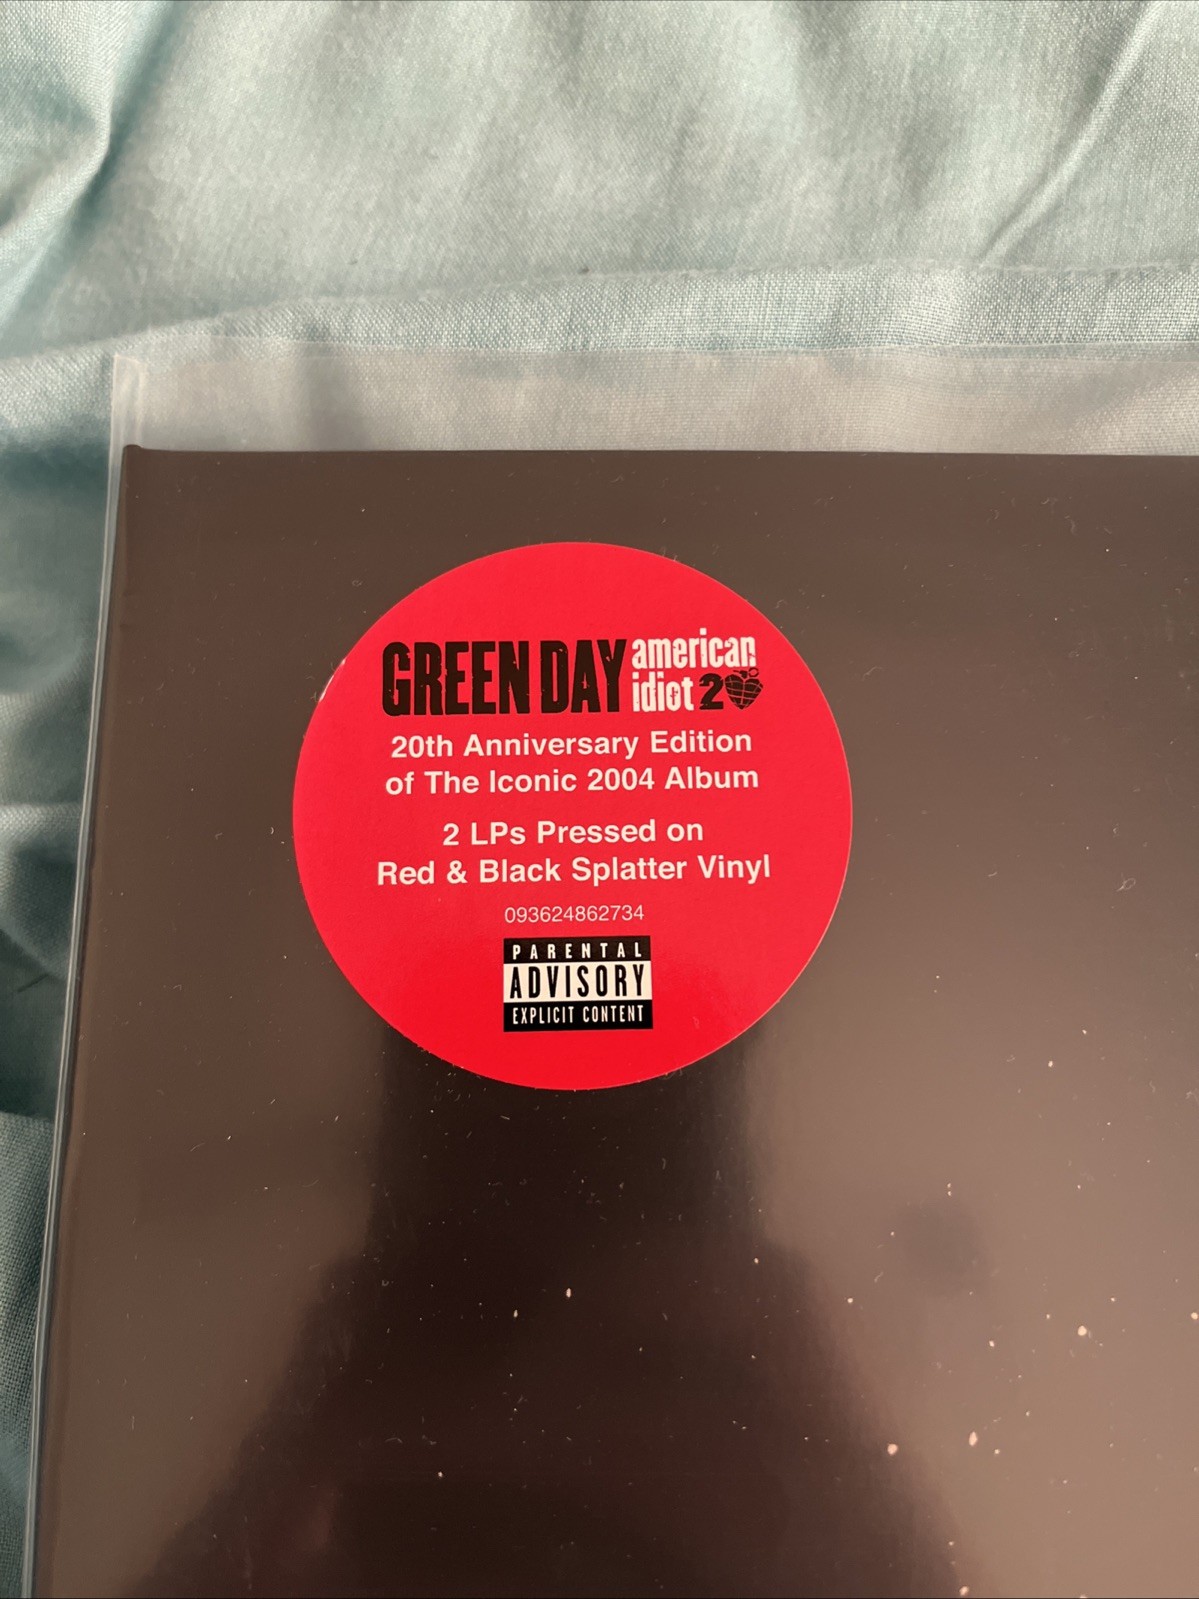 GREEN DAY american
idiot 20
20th Anniversary Edition
of The Iconic 2004 Album
2 LPs Pressed on
Red & Black Splatter Vinyl
093624862734
PARENTAL
ADVISORY
EXPLICIT CONTENT